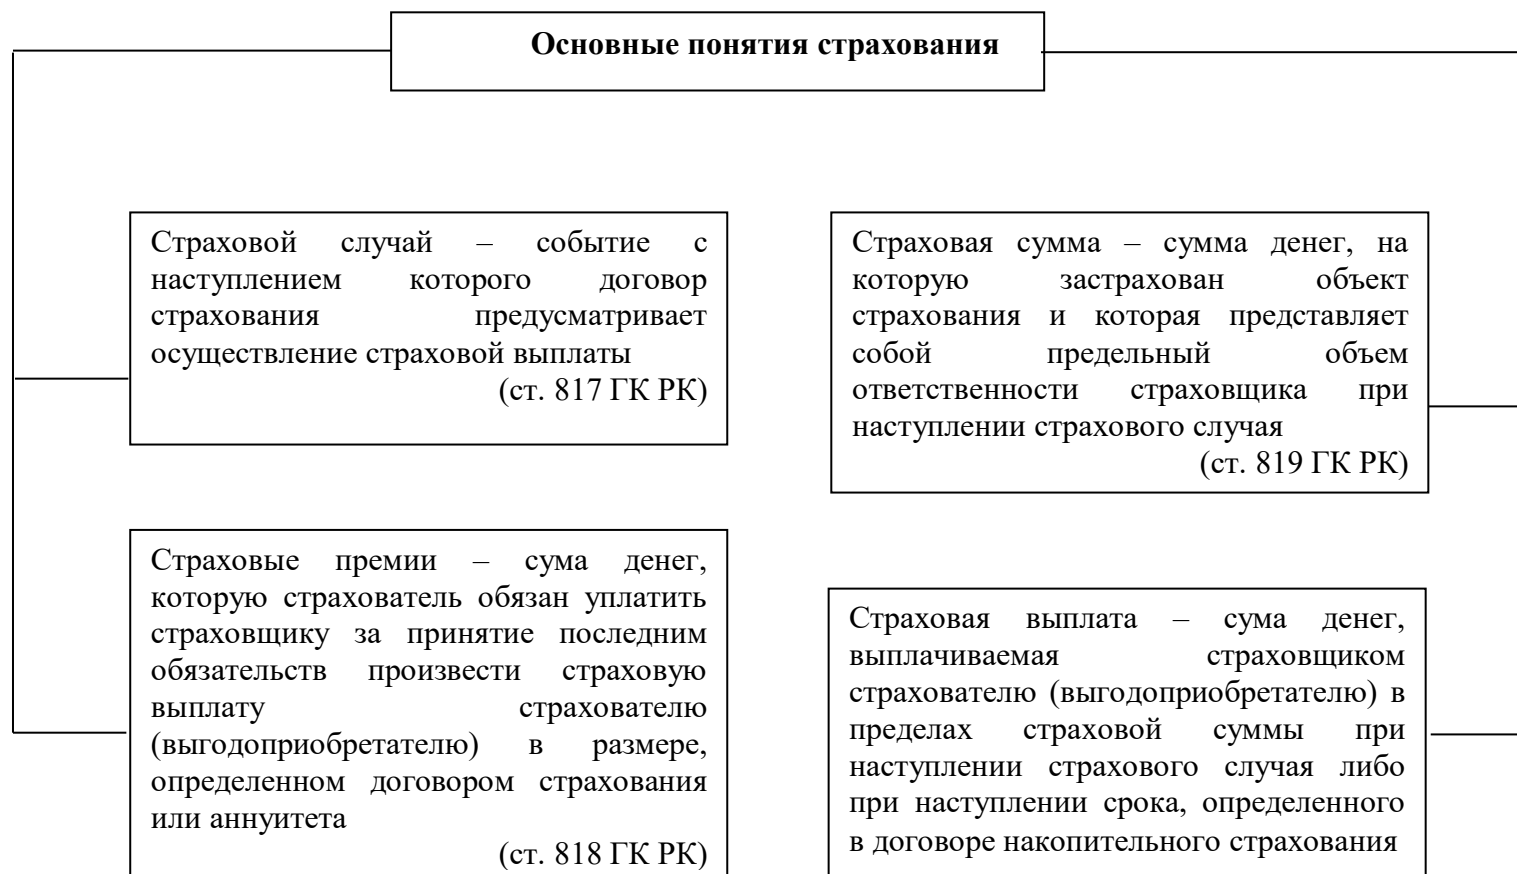 Основные понятия страхования
Страховой случай – событие с
наступлением которого договор
страхования предусматривает
осуществление страховой выплаты
(ст. 817 ГК РК)
Страховая сумма – сумма денег, на
которую застрахован объект
страхования и которая представляет
собой предельный объем
ответственности страховщика при
наступлении страхового случая
(ст. 819 ГК РК)
Страховые премии – сума денег,
которую страхователь обязан уплатить
страховщику за принятие последним
обязательств произвести страховую
выплату страхователю
(выгодоприобретателю) в размере,
определенном договором страхования
или аннуитета
(ст. 818 ГК РК)
Страховая выплата – сума денег,
выплачиваемая страховщиком
страхователю (выгодоприобретателю) в
пределах страховой суммы при
наступлении страхового случая либо
при наступлении срока, определенного
в договоре накопительного страхования